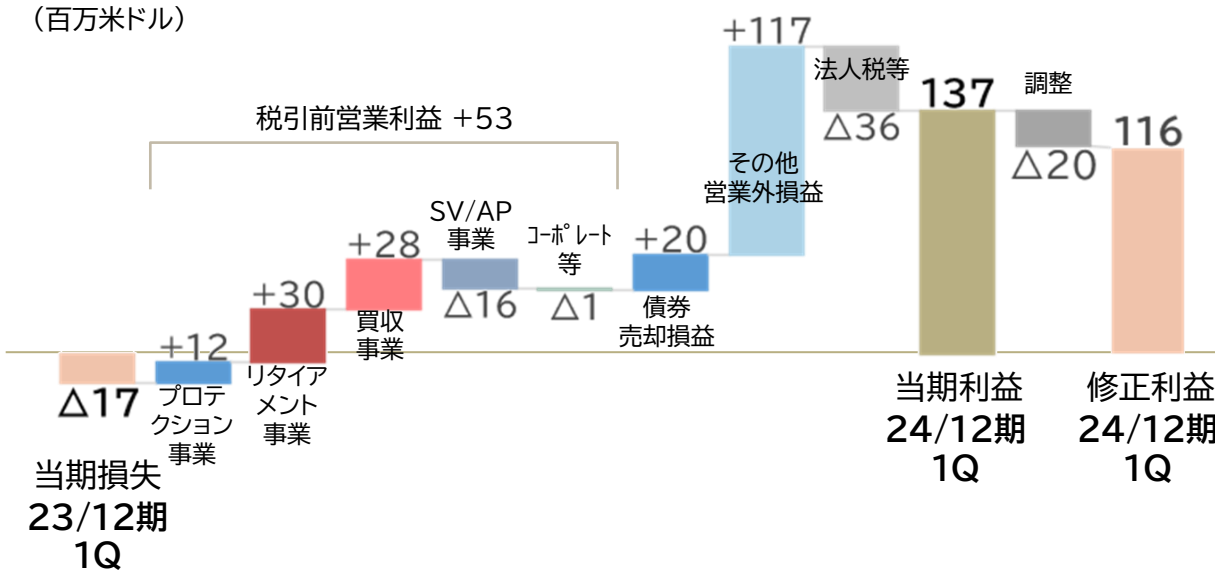 （百万米ドル）
税引前営業利益 +53
△17
当期損失
23/12期
1Q
+12
プロテ
クション
事業
+30
リタイア
メント
事業
+28
買収
事業
SV/AP
事業
△16
ｺｰﾎﾟﾚｰﾄ
等
△1
+20
債券
売却損益
+117
その他
営業外損益
法人税等
△36
137
当期利益
24/12期
1Q
調整
△20
116
修正利益
24/12期
1Q